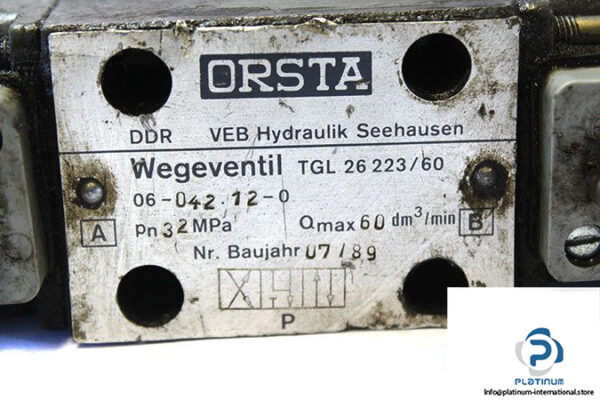 ORSTA
DDR VEB Hydraulik Seehausen
Wegeventil TGL 26 223/60
06-042.12-0
A pn 32 MPa Qmax 60 dm³/min B
Nr. Baujahr 07/89
P
PLATINUM
Info@platinum-international.store